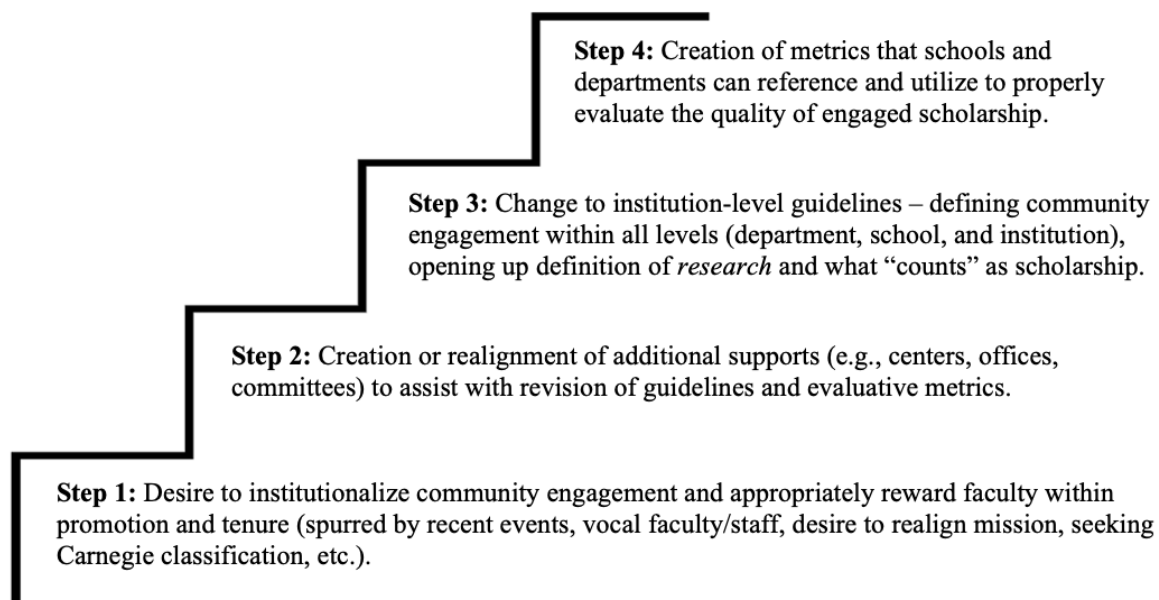 Step 4: Creation of metrics that schools and
departments can reference and utilize to properly
evaluate the quality of engaged scholarship.
Step 3: Change to institution-level guidelines – defining community
engagement within all levels (department, school, and institution),
opening up definition of research and what “counts” as scholarship.
Step 2: Creation or realignment of additional supports (e.g., centers, offices,
committees) to assist with revision of guidelines and evaluative metrics.
Step 1: Desire to institutionalize community engagement and appropriately reward faculty within
promotion and tenure (spurred by recent events, vocal faculty/staff, desire to realign mission, seeking
Carnegie classification, etc.).